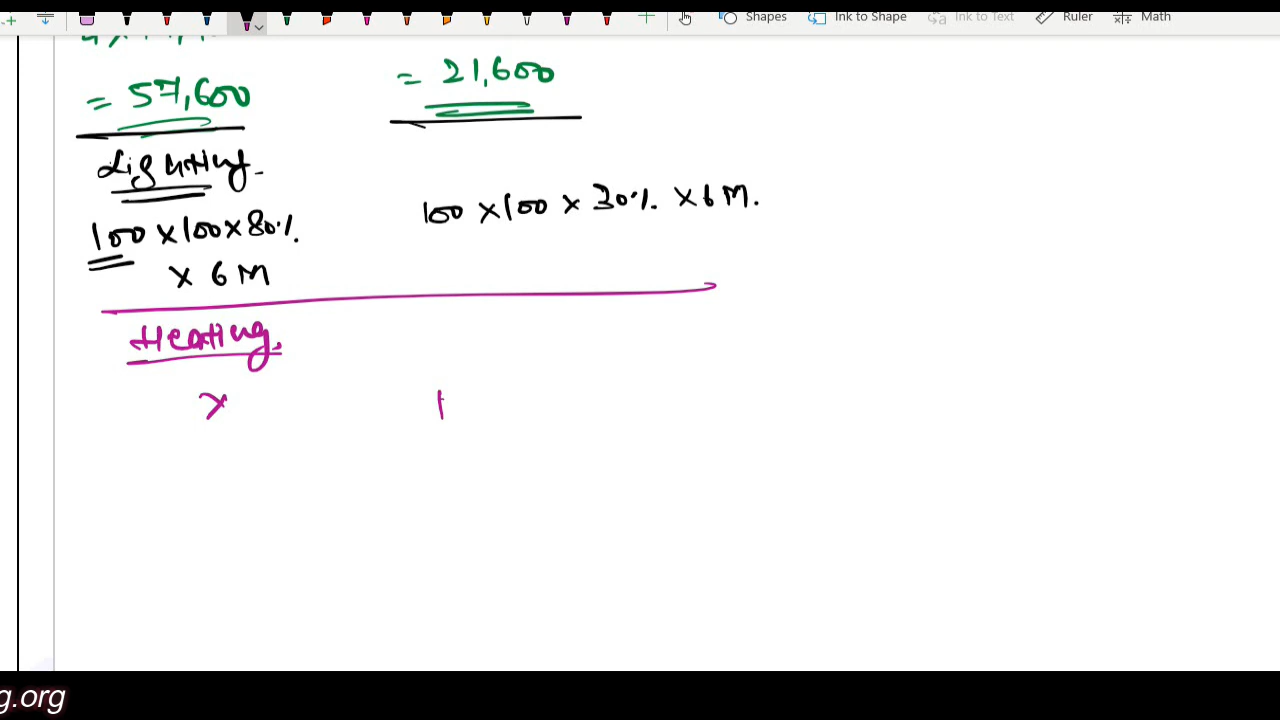 Shapes Ink to Shape Ink to Text Ruler Math
= 57,600
= 21,600
Lighting.
100 x 100 x 80%.
x 6 M
100 x 100 x 30%. x 6 M.
Heating.
x
g.org